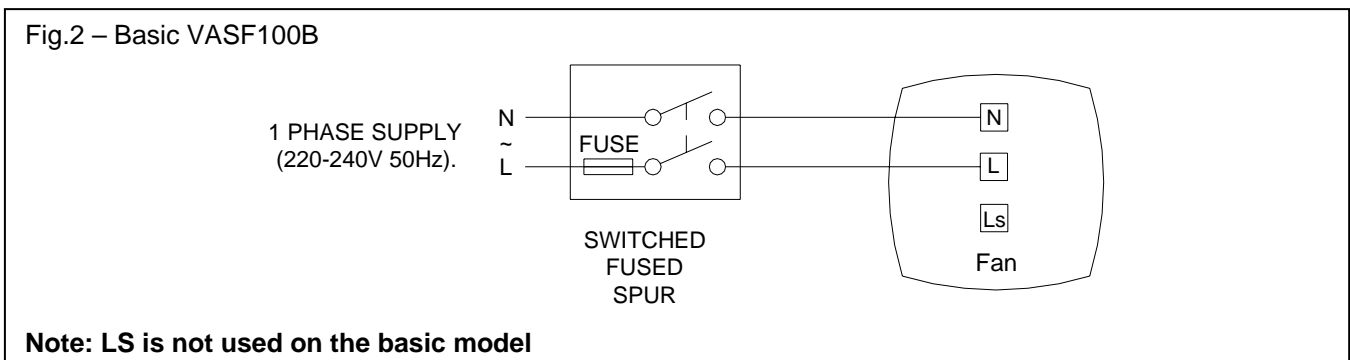 Fig.2 – Basic VASF100B
1 PHASE SUPPLY
(220-240V 50Hz).
N
~
L
FUSE
SWITCHED
FUSED
SPUR
N
L
Ls
Fan
Note: LS is not used on the basic model